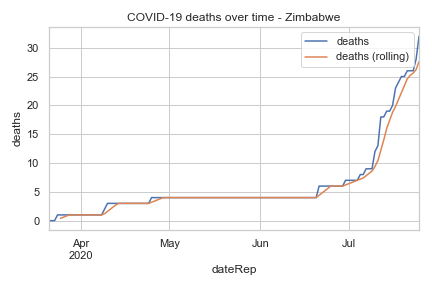 COVID-19 deaths over time - Zimbabwe
deaths
deaths (rolling)
30
25
20
15
10
5
0
deaths
Apr
2020
May
Jun
Jul
dateRep